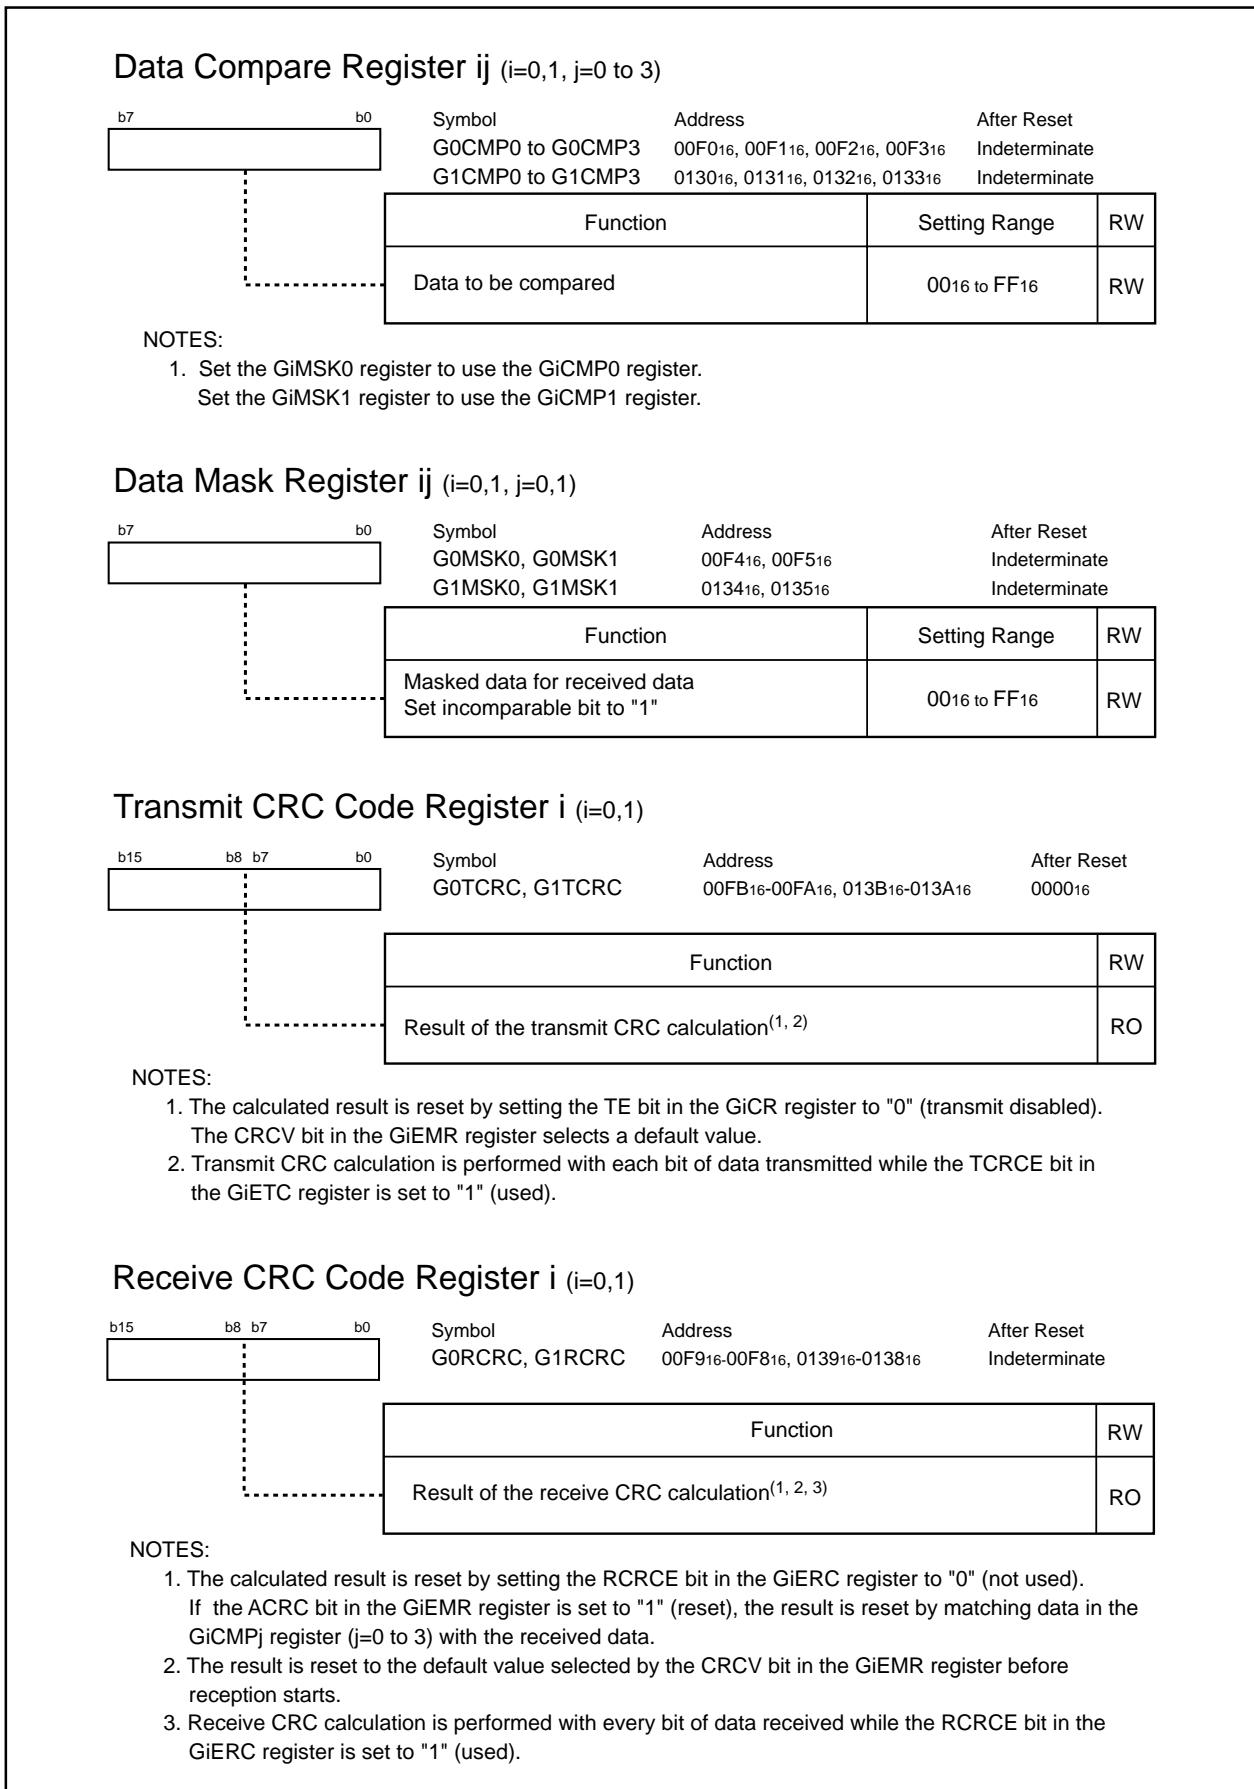 Data Compare Register ij (i=0,1, j=0 to 3)
b7 b0 Symbol Address After Reset
G0CMP0 to G0CMP3 00F016, 00F116, 00F216, 00F316 Indeterminate
G1CMP0 to G1CMP3 013016, 013116, 013216, 013316 Indeterminate
Function Setting Range RW
Data to be compared 0016 to FF16 RW
NOTES:
1. Set the GiMSK0 register to use the GiCMP0 register.
Set the GiMSK1 register to use the GiCMP1 register.
Data Mask Register ij (i=0,1, j=0,1)
b7 b0 Symbol Address After Reset
G0MSK0, G0MSK1 00F416, 00F516 Indeterminate
G1MSK0, G1MSK1 013416, 013516 Indeterminate
Function Setting Range RW
Masked data for received data
Set incomparable bit to "1" 0016 to FF16 RW
Transmit CRC Code Register i (i=0,1)
b15 b8 b7 b0 Symbol Address After Reset
G0TCRC, G1TCRC 00FB16-00FA16, 013B16-013A16 000016
Function RW
Result of the transmit CRC calculation(1, 2) RO
NOTES:
1. The calculated result is reset by setting the TE bit in the GiCR register to "0" (transmit disabled).
The CRCV bit in the GiEMR register selects a default value.
2. Transmit CRC calculation is performed with each bit of data transmitted while the TCRCE bit in
the GiETC register is set to "1" (used).
Receive CRC Code Register i (i=0,1)
b15 b8 b7 b0 Symbol Address After Reset
G0RCRC, G1RCRC 00F916-00F816, 013916-013816 Indeterminate
Function RW
Result of the receive CRC calculation(1, 2, 3) RO
NOTES:
1. The calculated result is reset by setting the RCRCE bit in the GiERC register to "0" (not used).
If the ACRC bit in the GiEMR register is set to "1" (reset), the result is reset by matching data in the
GiCMPj register (j=0 to 3) with the received data.
2. The result is reset to the default value selected by the CRCV bit in the GiEMR register before
reception starts.
3. Receive CRC calculation is performed with every bit of data received while the RCRCE bit in the
GiERC register is set to "1" (used).